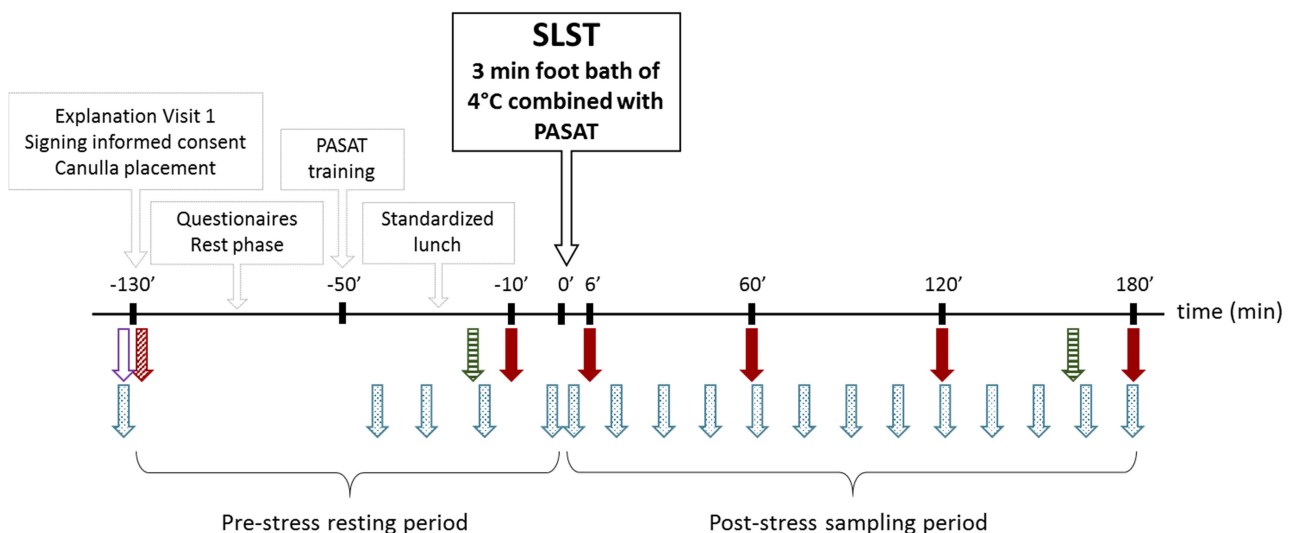 SLST
3 min foot bath of
4°C combined with
PASAT
Explanation Visit 1
Signing informed consent
Canulla placement
PASAT
training
Questionaires
Rest phase
Standardized
lunch
-130’ -50’ -10’ 0’ 6’ 60’ 120’ 180’
time (min)
Pre-stress resting period
Post-stress sampling period